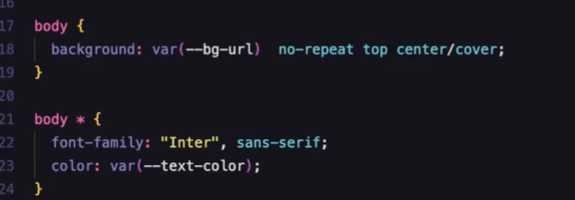 16
17 body {
18 background: var(--bg-url) no-repeat top center/cover;
19 }
20
21 body * {
22 font-family: "Inter", sans-serif;
23 color: var(--text-color);
24 }